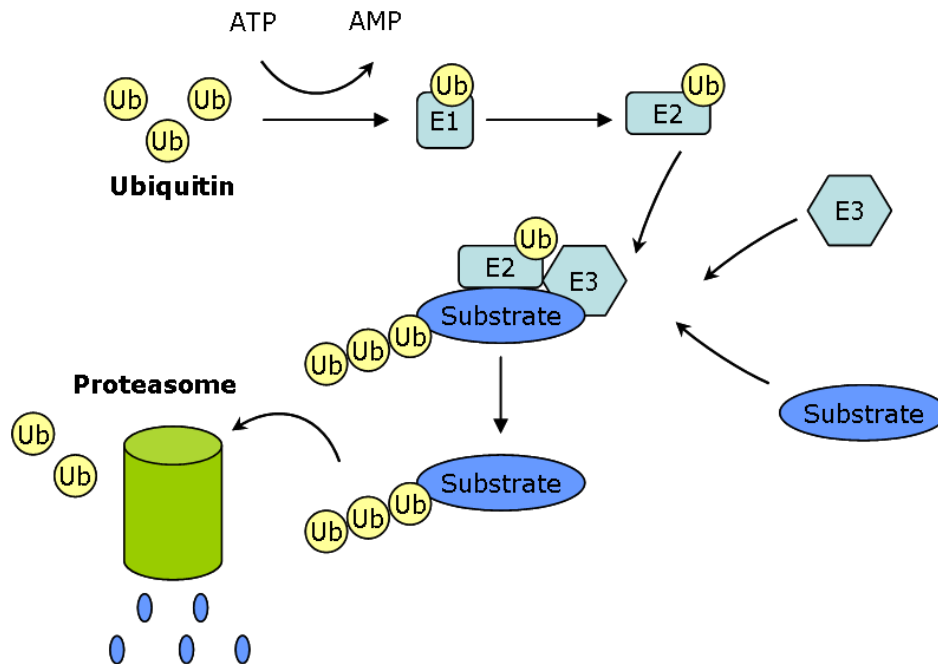 ATP AMP
Ub Ub Ub
Ubiquitin
Ub
E1
Ub
E2
E3
Ub
E2 E3
Substrate
Ub Ub Ub
Substrate
Proteasome
Ub
Ub
Substrate
Ub Ub Ub